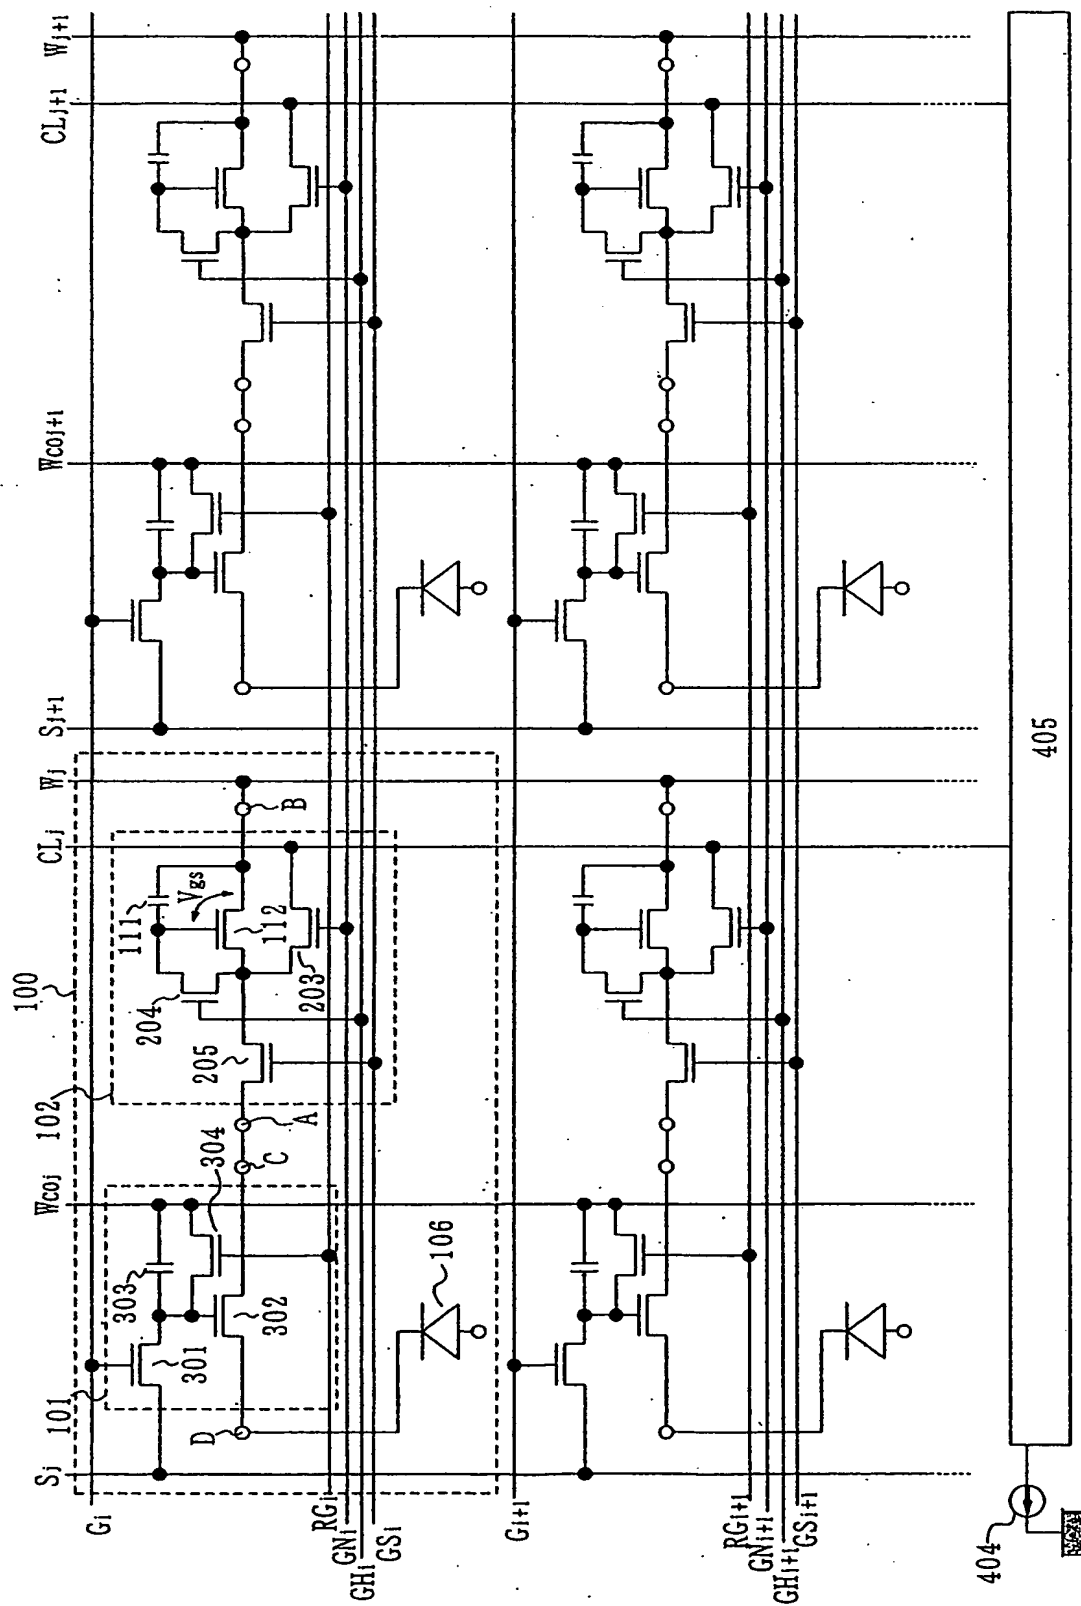 Sj
Wcoj
CLj
Wj
Sj+1
Wcoj+1
CLj+1
Wj+1
100
101
102
301
303
304
302
D
C
A
B
205
204
111
Vgs
112
203
106
Gi
RGi
GNi
GHi
GSi
Gi+1
RGi+1
GNi+1
GHi+1
GSi+1
404
405